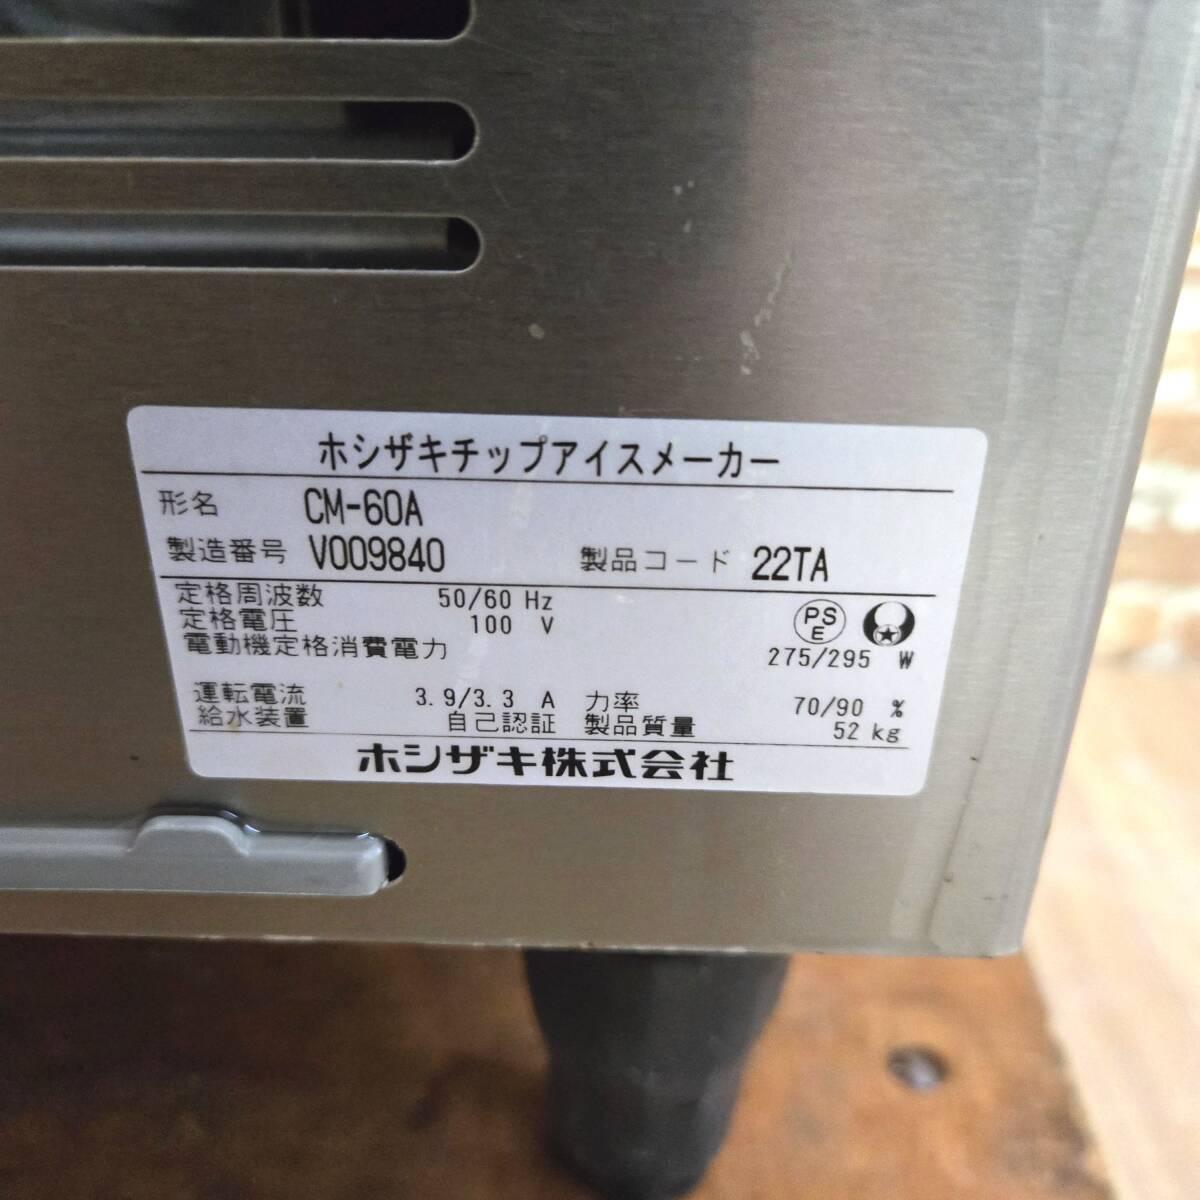 ホシザキチップアイスメーカー
形名 CM-60A
製造番号 V009840 製品コード 22TA
定格周波数 50/60 Hz
定格電圧 100 V
PS
E
電動機定格消費電力 275/295 W
運転電流 3.9/3.3 A 力率 70/90 %
給水装置 自己認証 製品質量 52 kg
ホシザキ株式会社